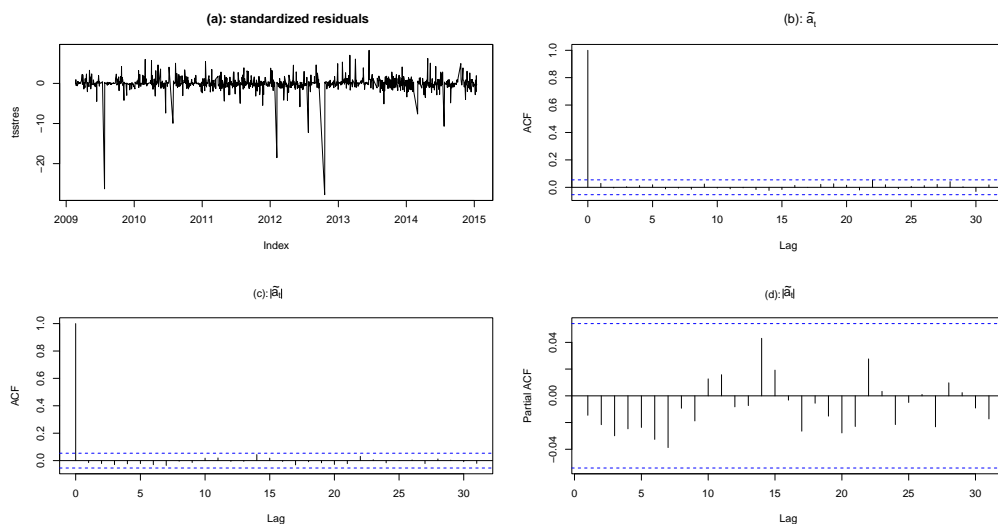 (a): standardized residuals
tsstres
0
−10
−20
2009 2010 2011 2012 2013 2014 2015
Index
(b): ãt
ACF
1.0
0.8
0.6
0.4
0.2
0.0
0 5 10 15 20 25 30
Lag
(c): |ãt|
ACF
1.0
0.8
0.6
0.4
0.2
0.0
0 5 10 15 20 25 30
Lag
(d): |ãt|
Partial ACF
0.04
0.00
−0.04
0 5 10 15 20 25 30
Lag